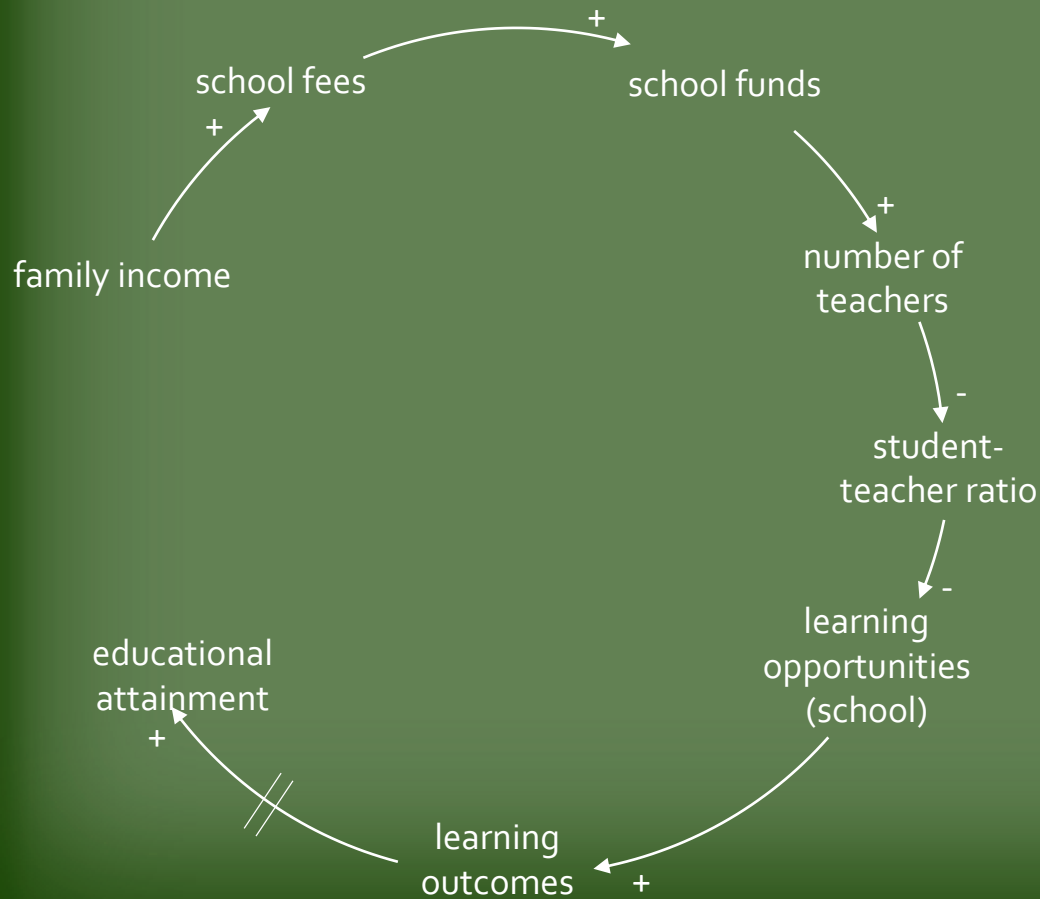 +
school fees
school funds
+
+
family income
number of
teachers
-
student-
teacher ratio
-
learning
opportunities
(school)
educational
attainment
+
learning
outcomes
+